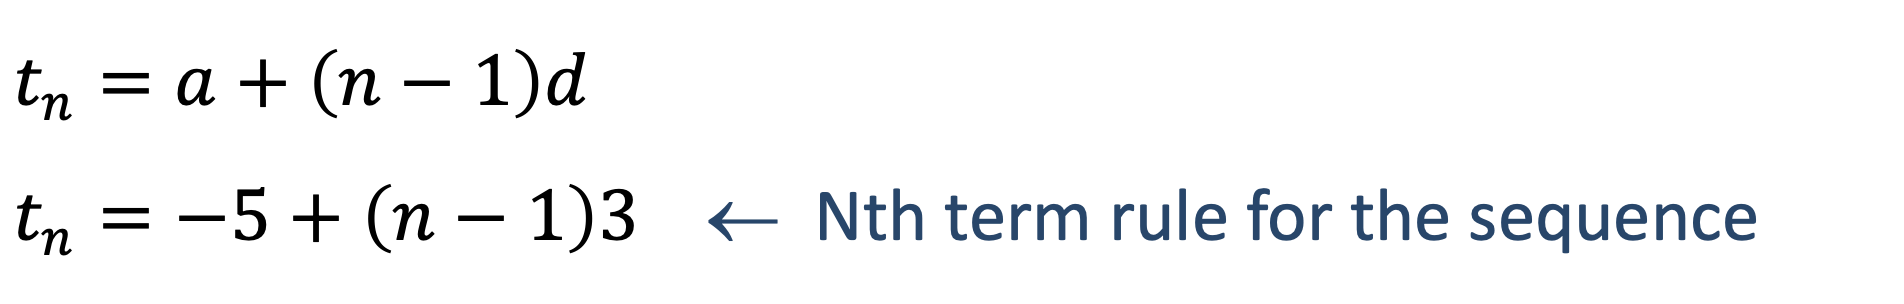 tₙ = a + (n − 1)d
tₙ = −5 + (n − 1)3 ← Nth term rule for the sequence